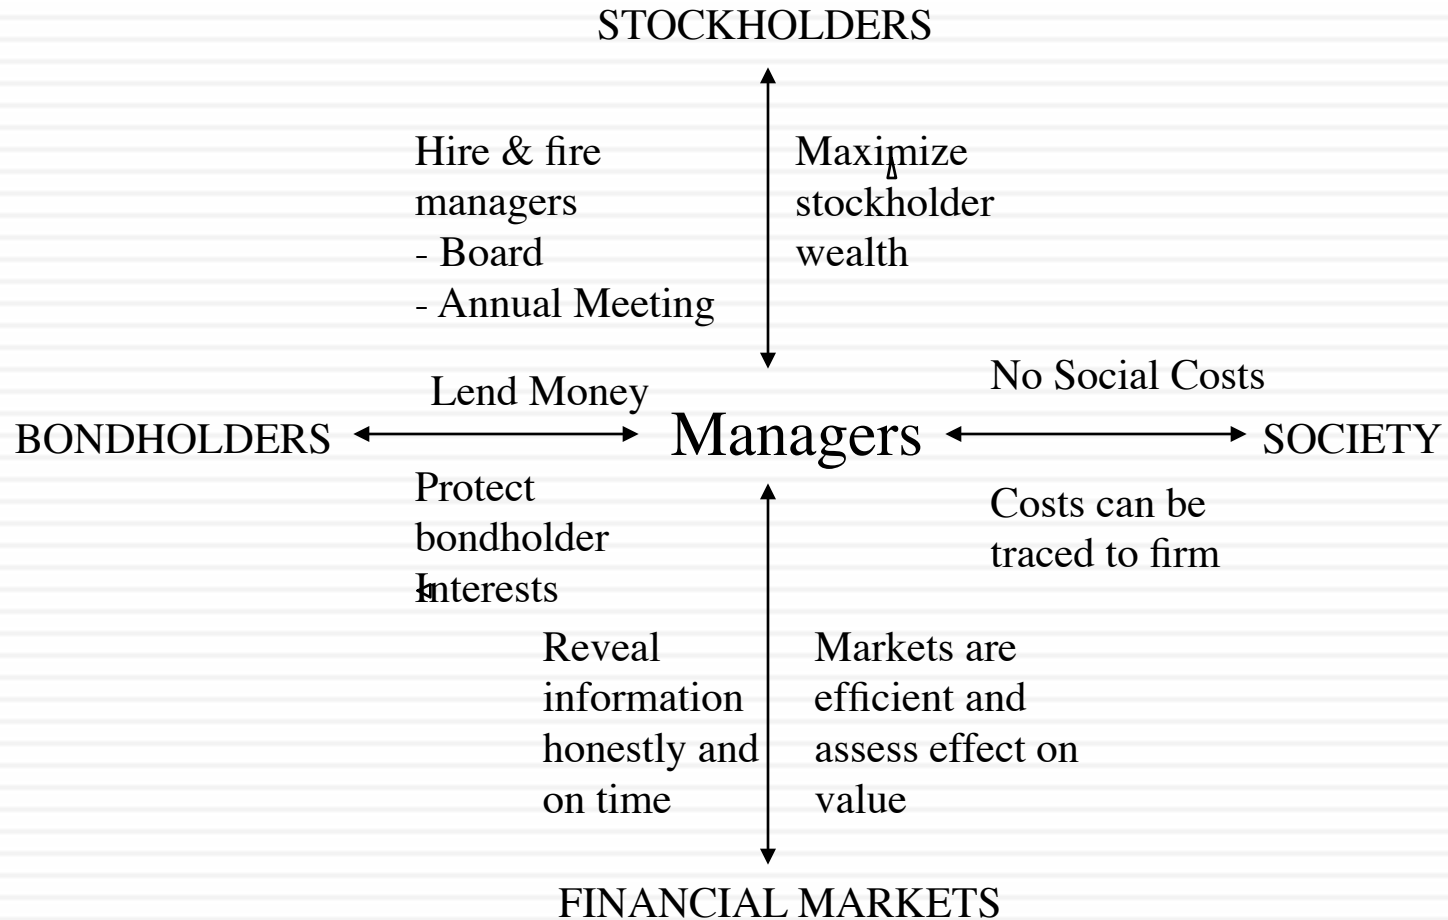 STOCKHOLDERS
Hire & fire
managers
- Board
- Annual Meeting
Maximize
stockholder
wealth
No Social Costs
Lend Money
BONDHOLDERS
Managers
SOCIETY
Protect
bondholder
Interests
Costs can be
traced to firm
Reveal
information
honestly and
on time
Markets are
efficient and
assess effect on
value
FINANCIAL MARKETS